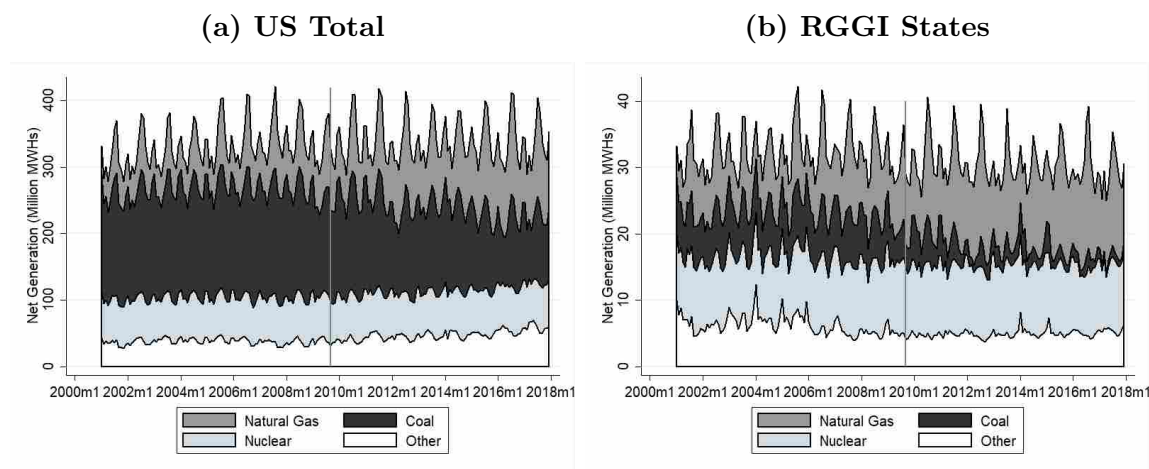 (a) US Total
Net Generation (Million MWHs)
400
300
200
100
0
2000m1 2002m1 2004m1 2006m1 2008m1 2010m1 2012m1 2014m1 2016m1 2018m1
Natural Gas Coal
Nuclear Other
(b) RGGI States
Net Generation (Million MWHs)
40
30
20
10
0
2000m1 2002m1 2004m1 2006m1 2008m1 2010m1 2012m1 2014m1 2016m1 2018m1
Natural Gas Coal
Nuclear Other